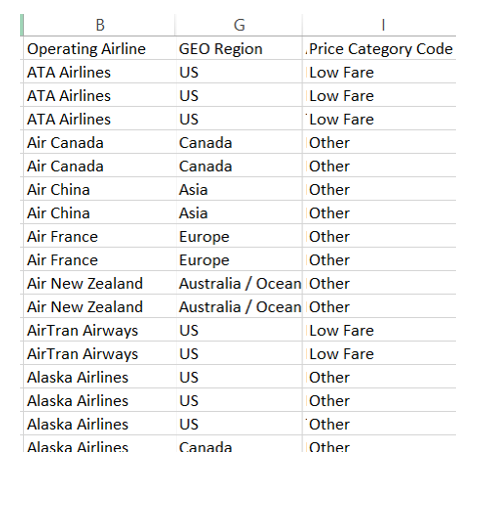 B G I
Operating Airline GEO Region Price Category Code
ATA Airlines US Low Fare
ATA Airlines US Low Fare
ATA Airlines US Low Fare
Air Canada Canada Other
Air Canada Canada Other
Air China Asia Other
Air China Asia Other
Air France Europe Other
Air France Europe Other
Air New Zealand Australia / Ocean Other
Air New Zealand Australia / Ocean Other
AirTran Airways US Low Fare
AirTran Airways US Low Fare
Alaska Airlines US Other
Alaska Airlines US Other
Alaska Airlines US Other
Alaska Airlines Canada Other